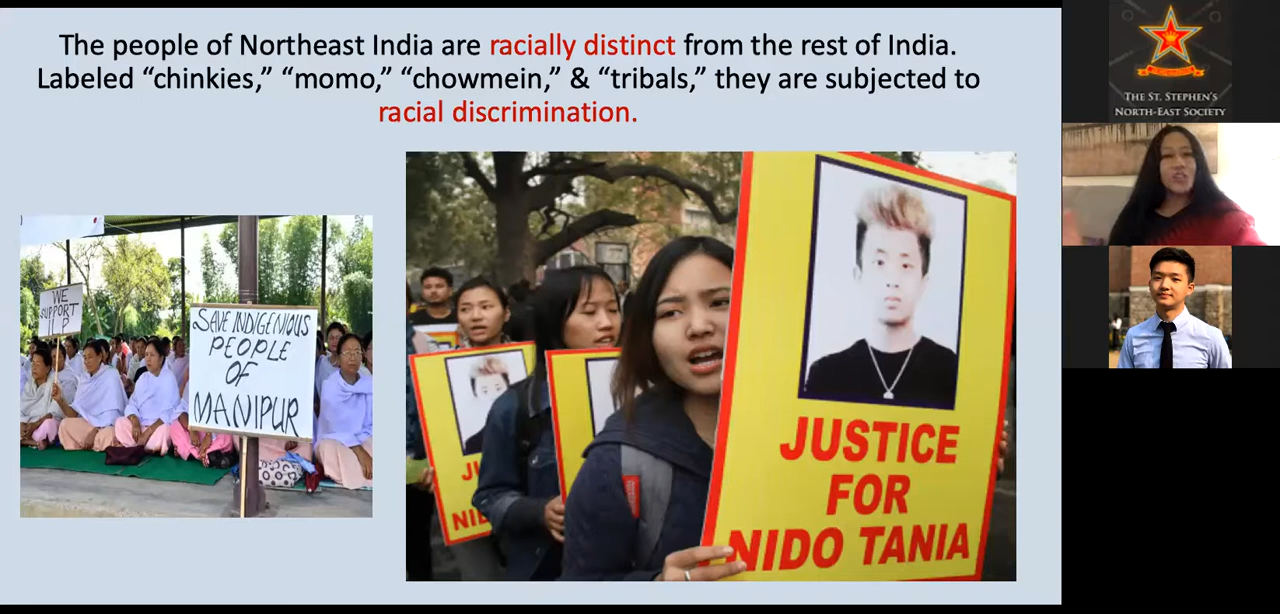 The people of Northeast India are racially distinct from the rest of India.
Labeled “chinkies,” “momo,” “chowmein,” & “tribals,” they are subjected to
racial discrimination.
WE
SUPPORT
SAVE INDIGENIOUS
PEOPLE
OF
MANIPUR
JUSTICE
FOR
NIDO TANIA
THE ST. STEPHEN'S
NORTH-EAST SOCIETY